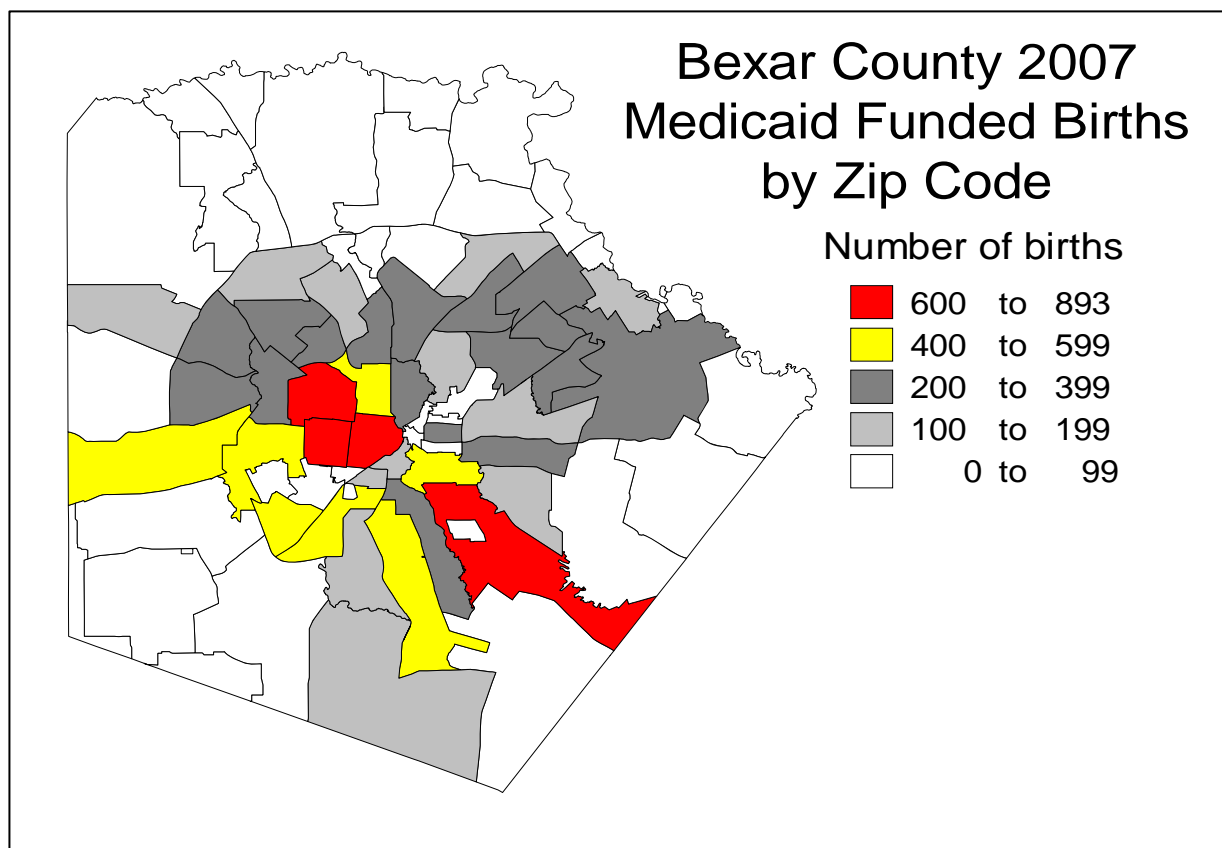 Bexar County 2007
Medicaid Funded Births
by Zip Code
Number of births
600 to 893
400 to 599
200 to 399
100 to 199
0 to 99